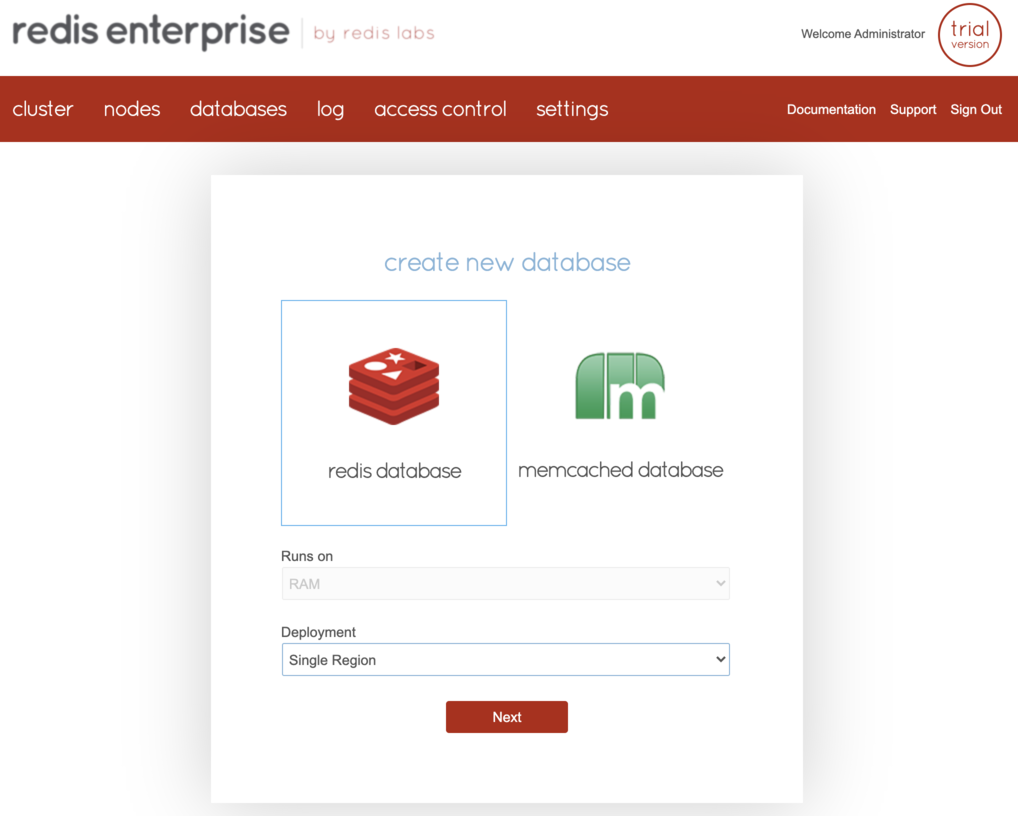 redis enterprise by redis labs
Welcome Administrator
trial
version
cluster nodes databases log access control settings Documentation Support Sign Out
create new database
m
redis database memcached database
Runs on
RAM
Deployment
Single Region
Next